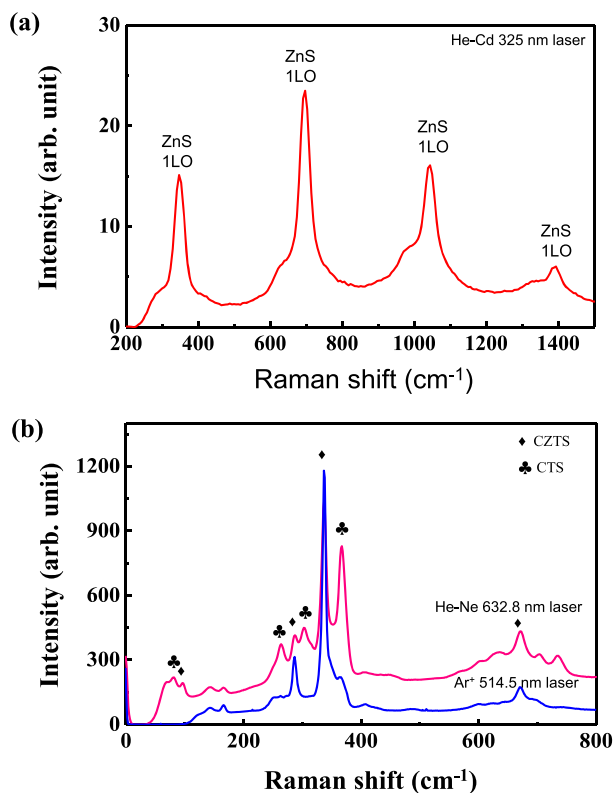 (a)
He-Cd 325 nm laser
ZnS
1LO
ZnS
1LO
ZnS
1LO
ZnS
1LO
Intensity (arb. unit)
30
20
10
0
200 400 600 800 1000 1200 1400
Raman shift (cm⁻¹)
(b)
♦ CZTS
♣ CTS
He-Ne 632.8 nm laser
Ar⁺ 514.5 nm laser
Intensity (arb. unit)
1200
900
600
300
0
0 200 400 600 800
Raman shift (cm⁻¹)